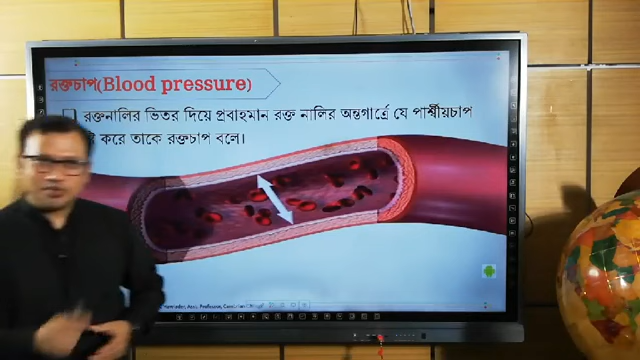 রক্তচাপ(Blood pressure)
রক্তনালির ভিতর দিয়ে প্রবাহমান রক্ত নালির অন্তগার্ত্রে যে পার্শ্বীয়চাপ
করে তাকে রক্তচাপ বলে।